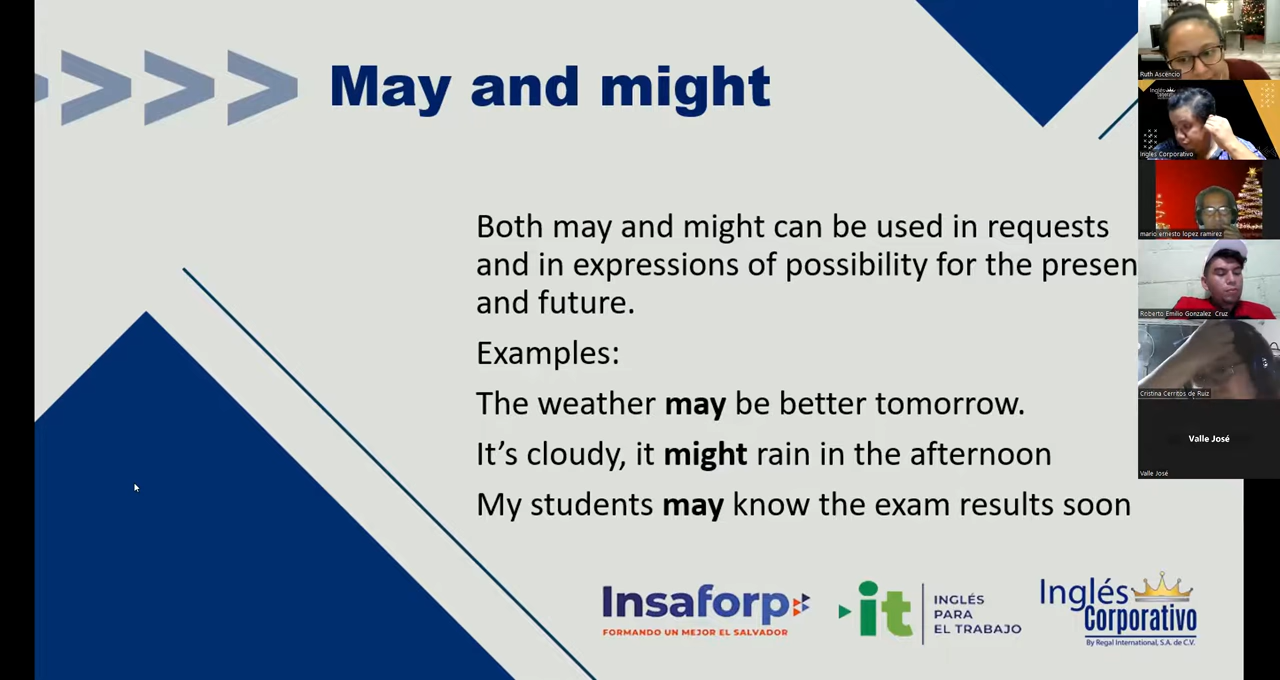 May and might
Both may and might can be used in requests
and in expressions of possibility for the presen
and future.
Examples:
The weather may be better tomorrow.
It's cloudy, it might rain in the afternoon
My students may know the exam results soon
Insaforp
FORMANDO UN MEJOR EL SALVADOR
it
INGLÉS
PARA
EL TRABAJO
Inglés
Corporativo
By Regal International, S.A. de C.V.
Ruth Ascencio
Inglés Corporativo
mario ernesto lopez ramirez
Roberto Emilio Gonzalez Cruz
Cristina Cerritos de Ruiz
Valle José
Valle José